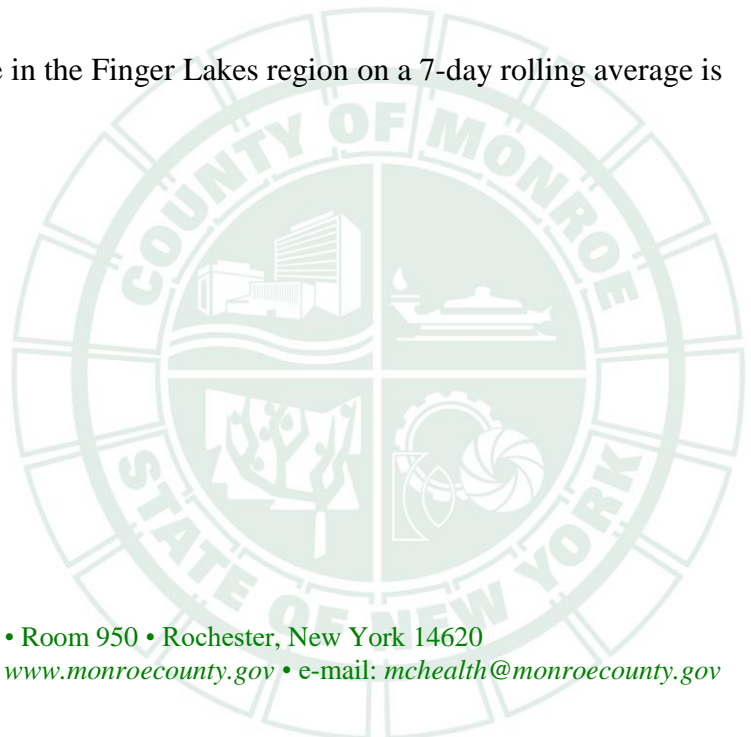 e in the Finger Lakes region on a 7-day rolling average is
COUNTY OF MONROE
STATE OF NEW YORK
• Room 950 • Rochester, New York 14620
www.monroecounty.gov • e-mail: mchealth@monroecounty.gov